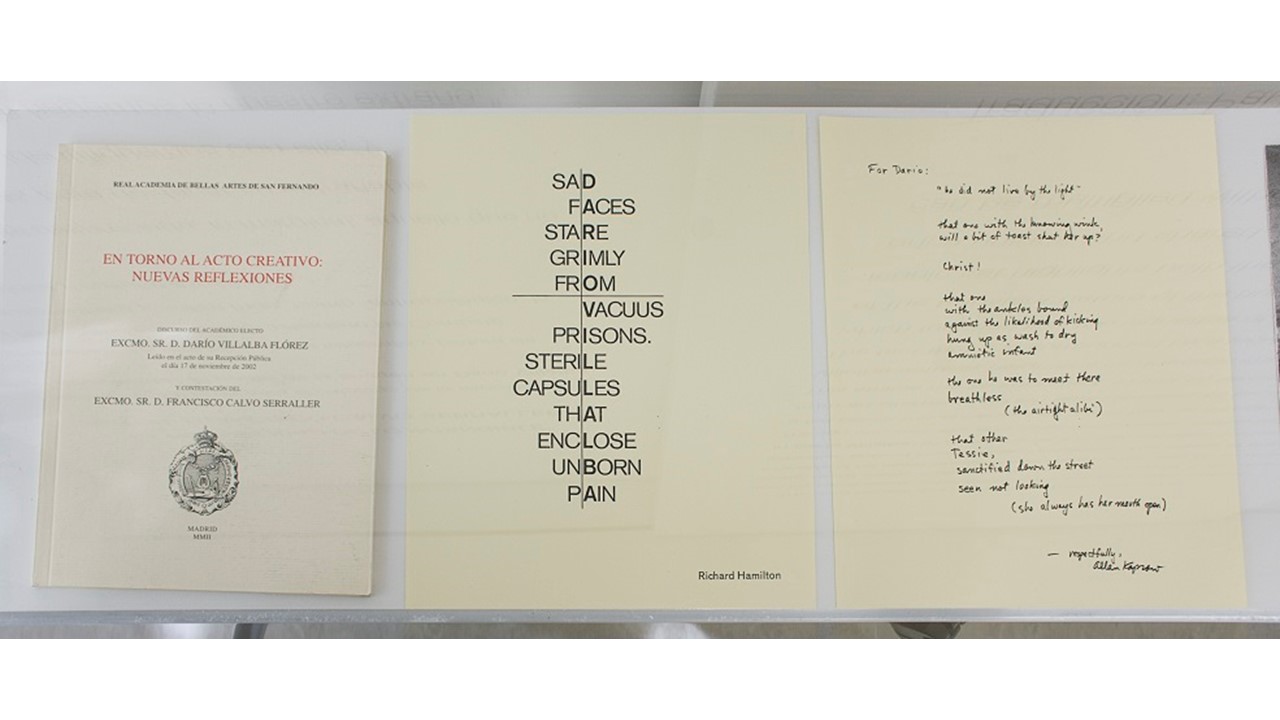 REAL ACADEMIA DE BELLAS ARTES DE SAN FERNANDO
EN TORNO AL ACTO CREATIVO:
NUEVAS REFLEXIONES
DISCURSO DEL ACADÉMICO ELECTO
EXCMO. SR. D. DARÍO VILLALBA FLÓREZ
Leído en el acto de su Recepción Pública
el día 17 de noviembre de 2002
Y CONTESTACIÓN DEL
EXCMO. SR. D. FRANCISCO CALVO SERRALLER
MADRID
MMII
SAD
FACES
STARE
GRIMLY
FROM
VACUUS
PRISONS.
STERILE
CAPSULES
THAT
ENCLOSE
UNBORN
PAIN
Richard Hamilton
For Dario:
"he did not live by the light"
that one with the knowing wink,
will a bit of toast shut her up?
Christ!
that one
with the ankles bound
against the likelihood of kicking
hung up as wash to dry
amniotic infant
the one he was to meet there
breathless
(the airtight alibi)
that other
Tessie,
sanctified down the street
seen not looking
(she always has her mouth open)
— respectfully,
Allan Kaprow